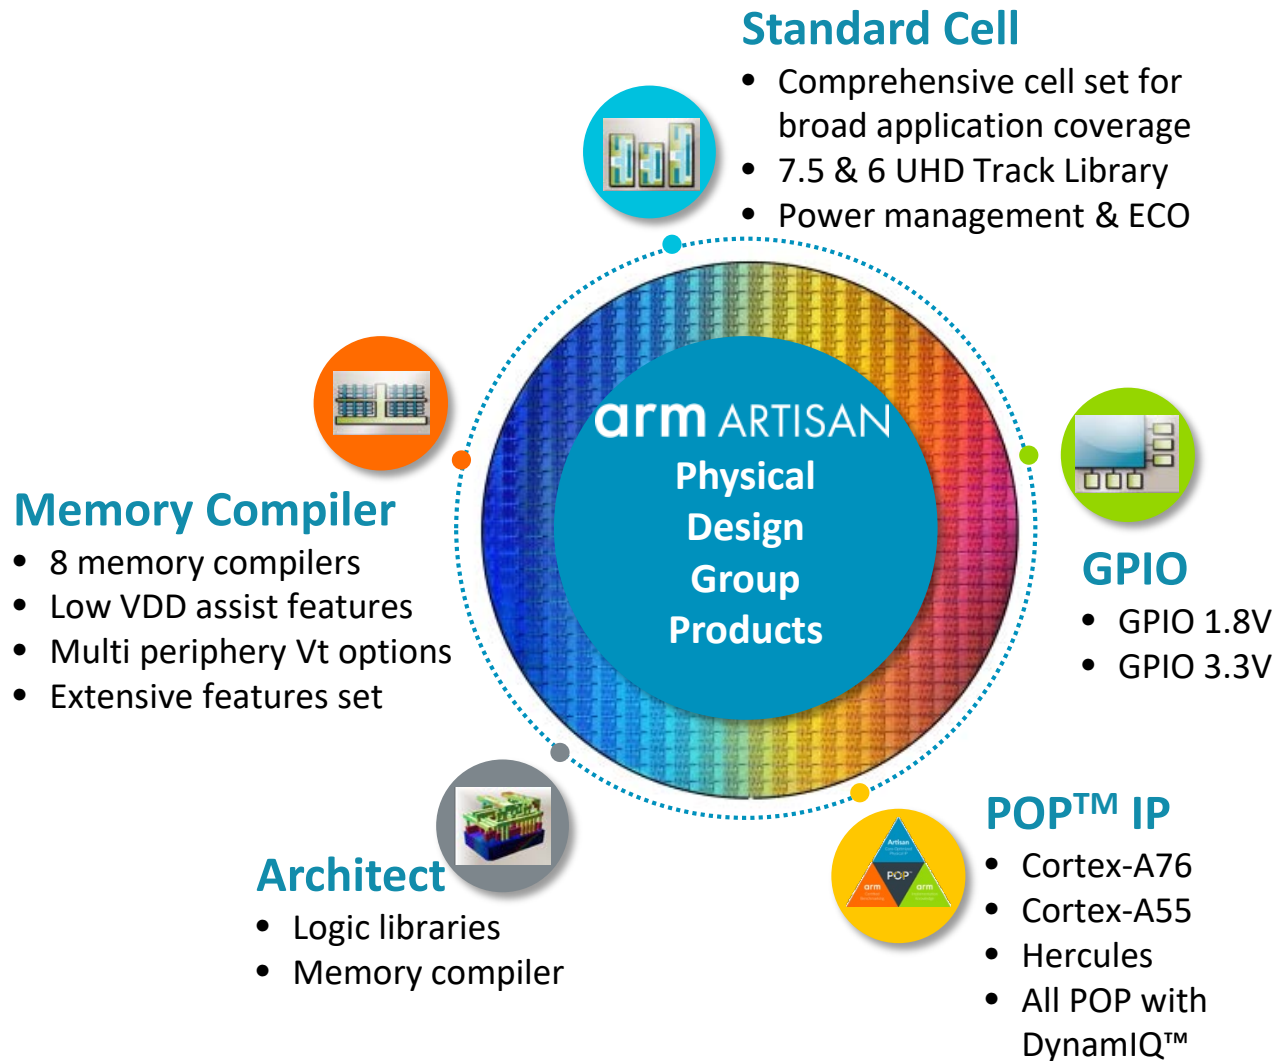 Standard Cell
• Comprehensive cell set for
broad application coverage
• 7.5 & 6 UHD Track Library
• Power management & ECO
arm ARTISAN
Physical
Design
Group
Products
Memory Compiler
• 8 memory compilers
• Low VDD assist features
• Multi periphery Vt options
• Extensive features set
GPIO
• GPIO 1.8V
• GPIO 3.3V
Architect
• Logic libraries
• Memory compiler
Artisan
POP™
arm
arm
POP™ IP
• Cortex-A76
• Cortex-A55
• Hercules
• All POP with
DynamIQ™